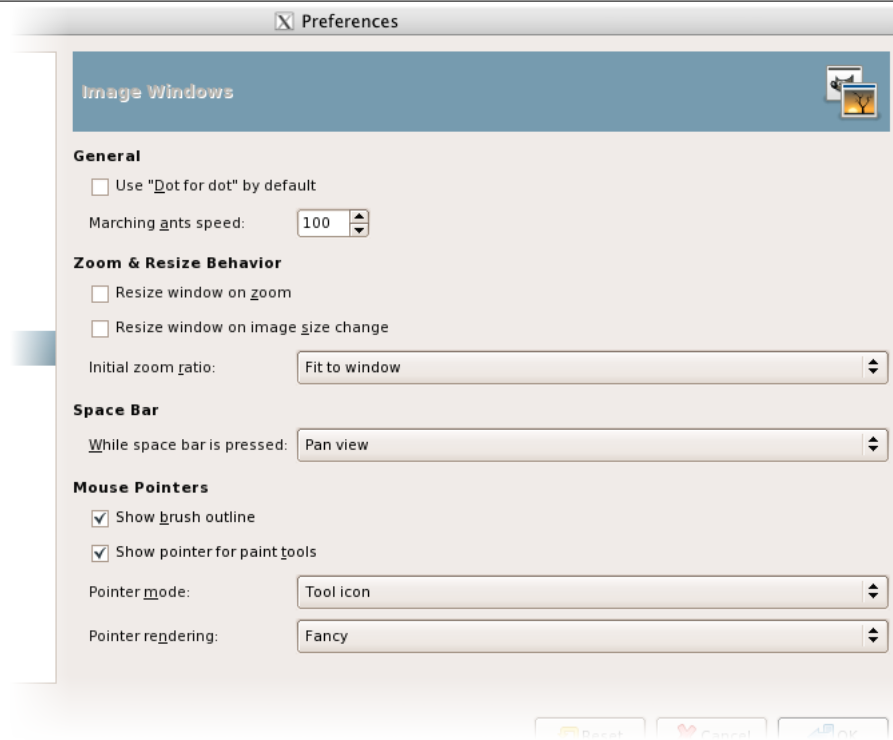 Preferences
Image Windows
General
Use "Dot for dot" by default
Marching ants speed: 100
Zoom & Resize Behavior
Resize window on zoom
Resize window on image size change
Initial zoom ratio: Fit to window
Space Bar
While space bar is pressed: Pan view
Mouse Pointers
Show brush outline
Show pointer for paint tools
Pointer mode: Tool icon
Pointer rendering: Fancy
Reset Cancel OK